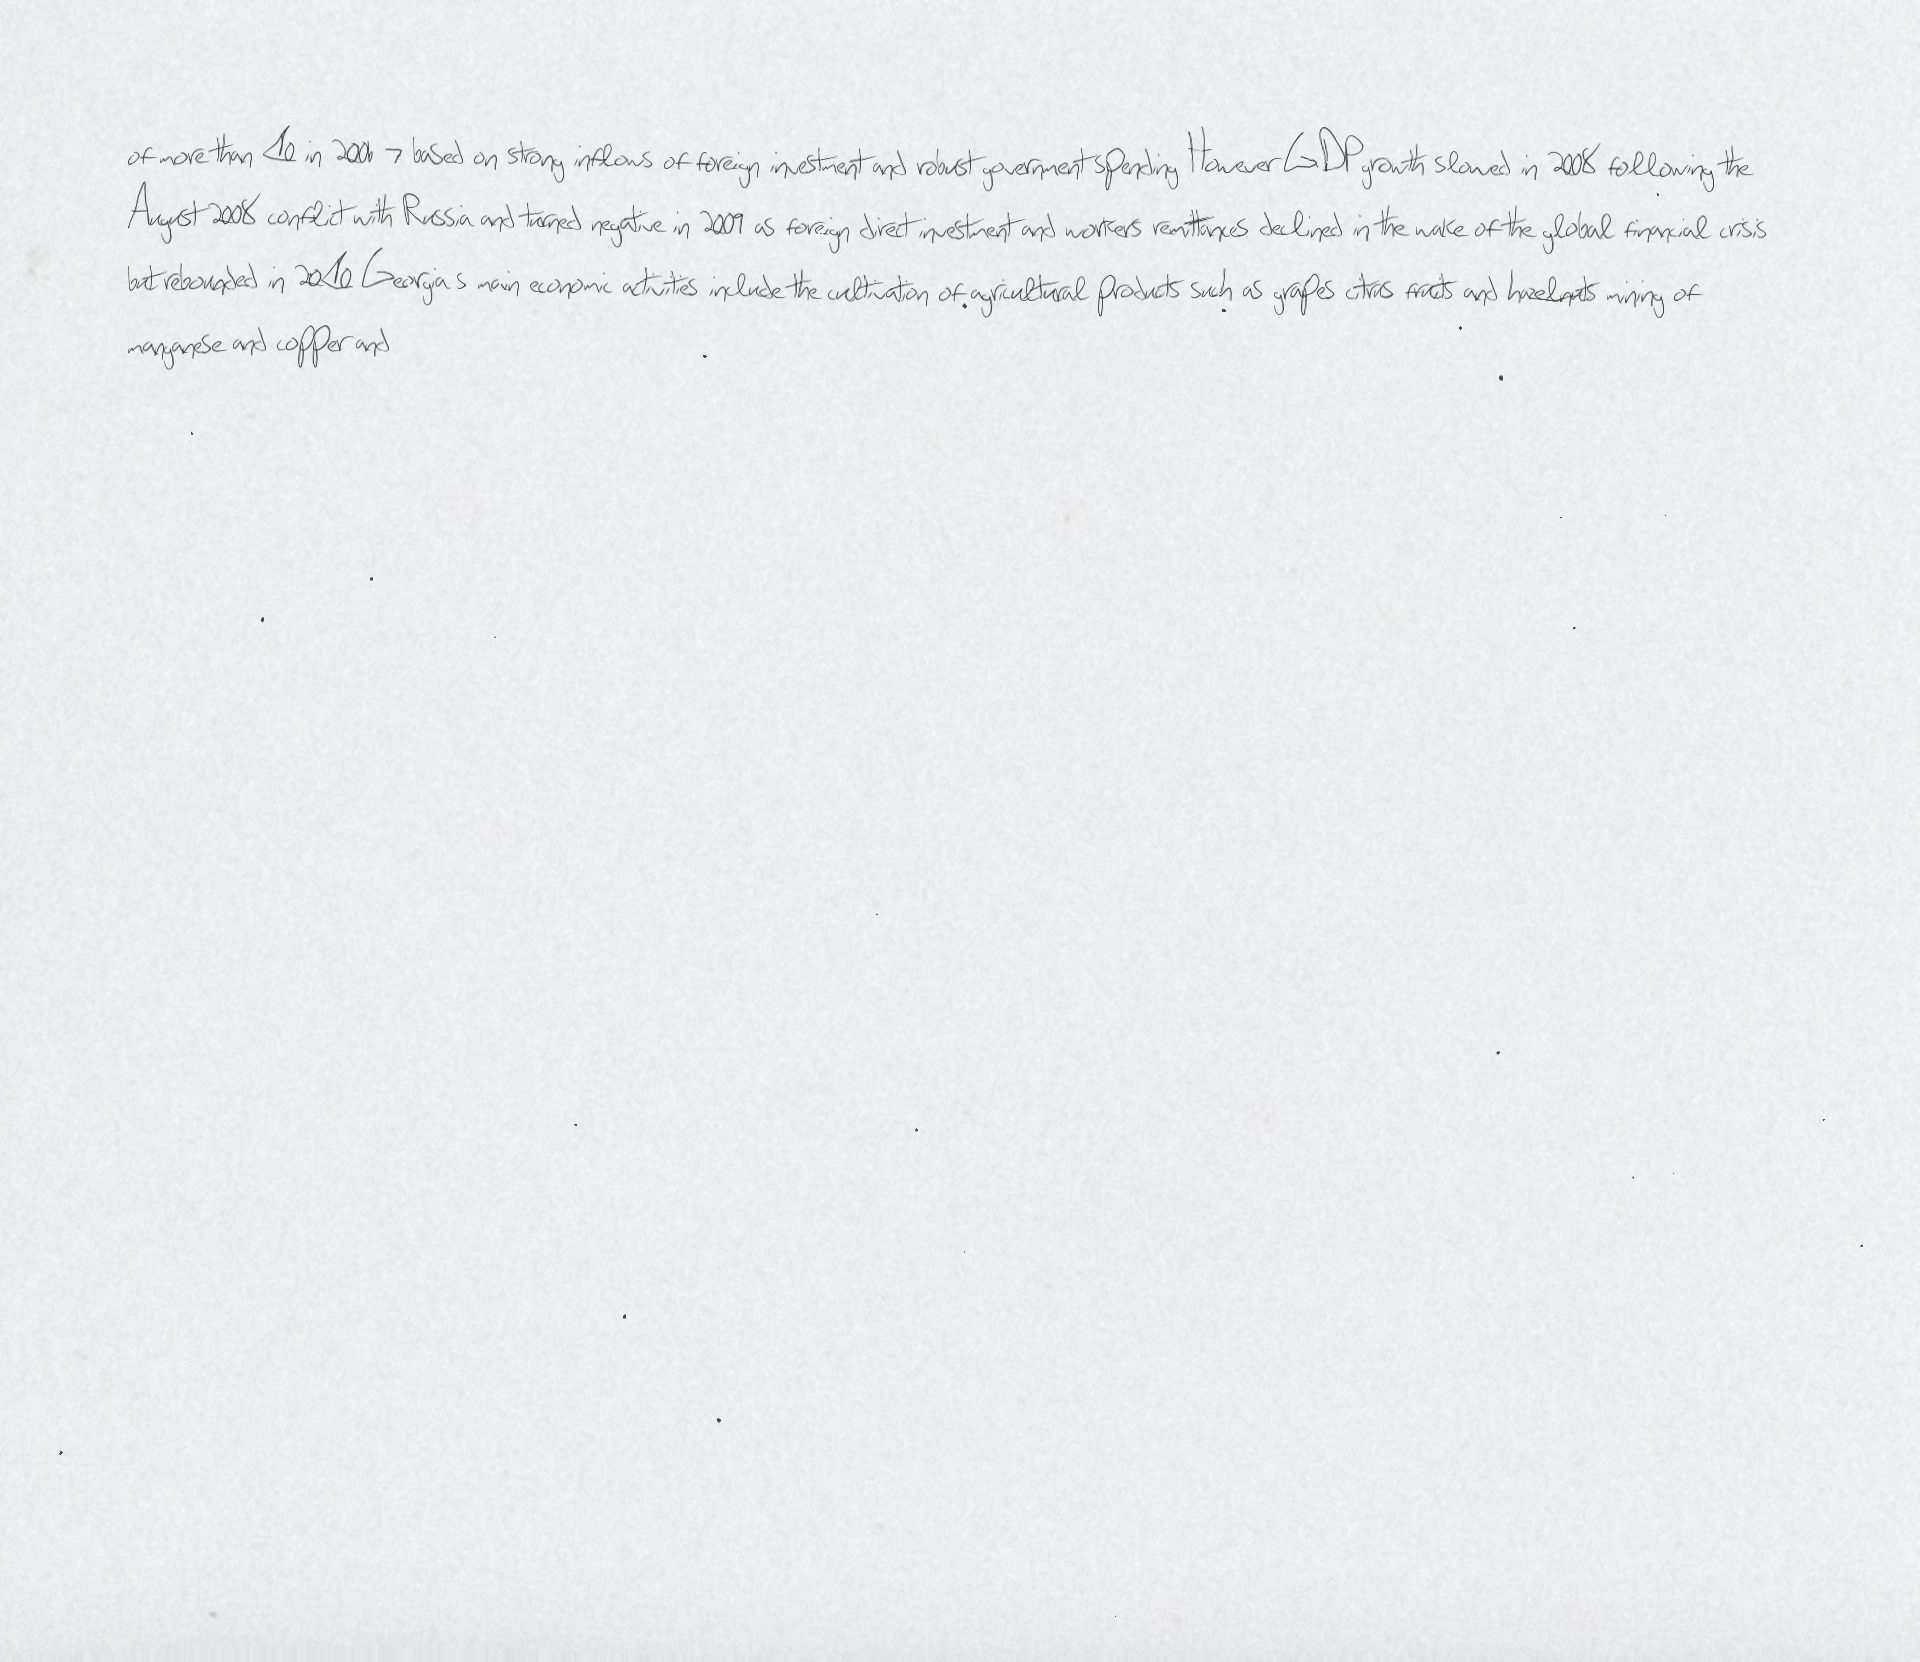 of more than 10 in 2006 7 based on strong inflows of foreign investment and robust government spending However GDP growth slowed in 2008 following the
August 2008 conflict with Russia and turned negative in 2009 as foreign direct investment and workers remittances declined in the wake of the global financial crisis
but rebounded in 2010 Georgia s main economic activities include the cultivation of agricultural products such as grapes citrus fruits and hazelnuts mining of
manganese and copper and